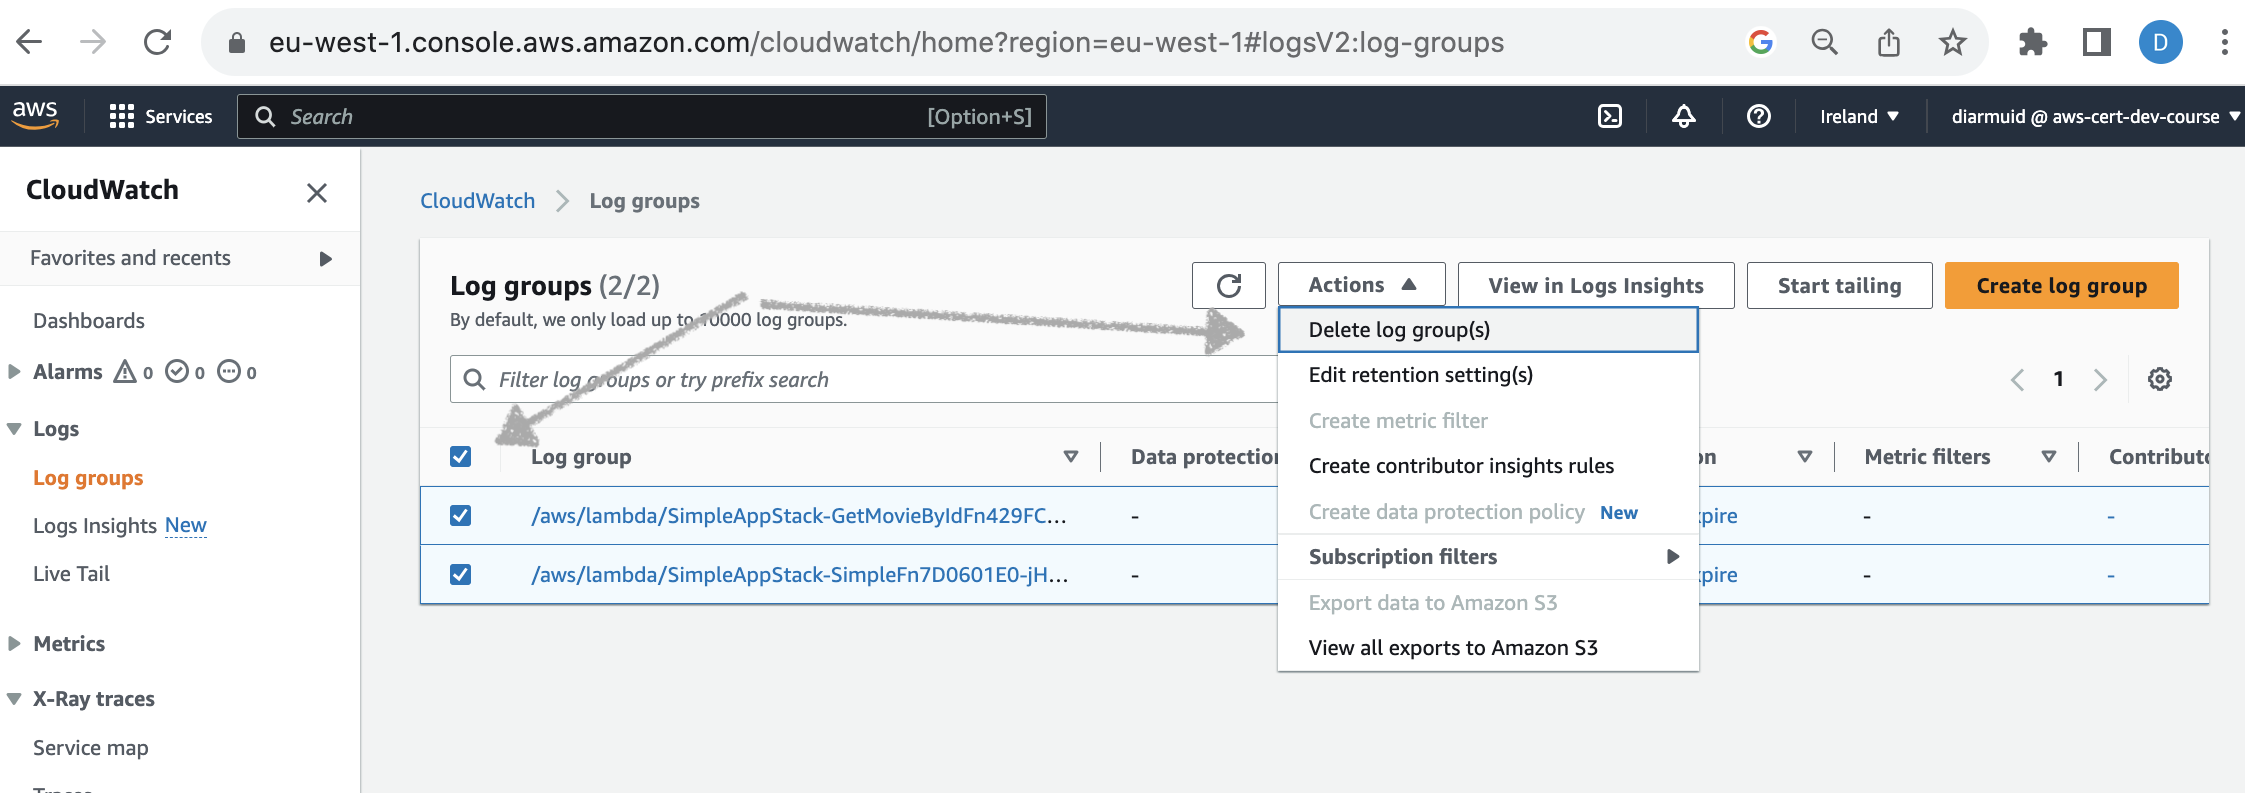 eu-west-1.console.aws.amazon.com/cloudwatch/home?region=eu-west-1#logsV2:log-groups
D
aws
Services
Search
[Option+S]
Ireland
diarmuid @ aws-cert-dev-course
CloudWatch
Favorites and recents
Dashboards
Alarms 0 0 0
Logs
Log groups
Logs Insights New
Live Tail
Metrics
X-Ray traces
Service map
CloudWatch
Log groups
Log groups (2/2)
By default, we only load up to 10000 log groups.
Actions
View in Logs Insights
Start tailing
Create log group
Filter log groups or try prefix search
1
Delete log group(s)
Edit retention setting(s)
Create metric filter
Create contributor insights rules
Create data protection policy New
Subscription filters
Export data to Amazon S3
View all exports to Amazon S3
Log group
Data protection
on
Metric filters
Contributo
/aws/lambda/SimpleAppStack-GetMovieByIdFn429FC...
-
xpire
-
-
/aws/lambda/SimpleAppStack-SimpleFn7D0601E0-jH...
-
xpire
-
-